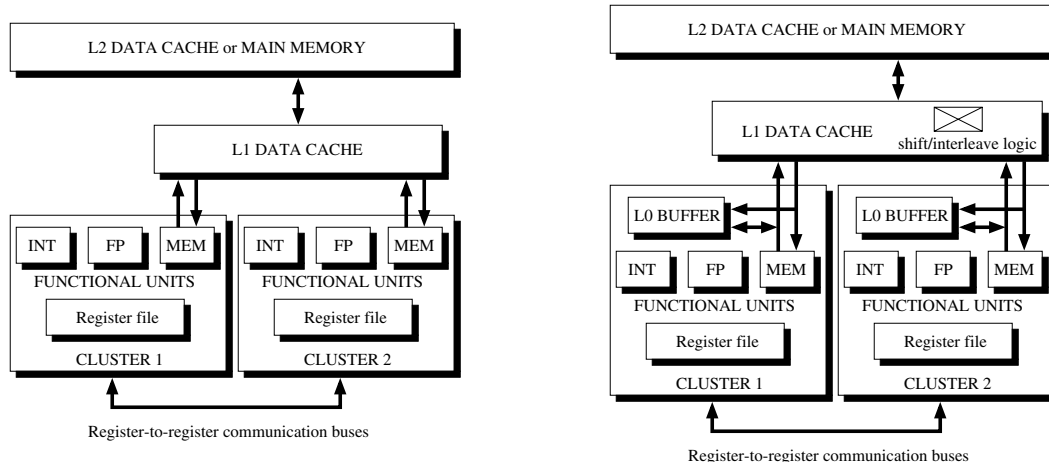 L2 DATA CACHE or MAIN MEMORY
L1 DATA CACHE
INT FP MEM INT FP MEM
FUNCTIONAL UNITS FUNCTIONAL UNITS
Register file Register file
CLUSTER 1 CLUSTER 2
Register-to-register communication buses
L2 DATA CACHE or MAIN MEMORY
L1 DATA CACHE
shift/interleave logic
L0 BUFFER L0 BUFFER
INT FP MEM INT FP MEM
FUNCTIONAL UNITS FUNCTIONAL UNITS
Register file Register file
CLUSTER 1 CLUSTER 2
Register-to-register communication buses